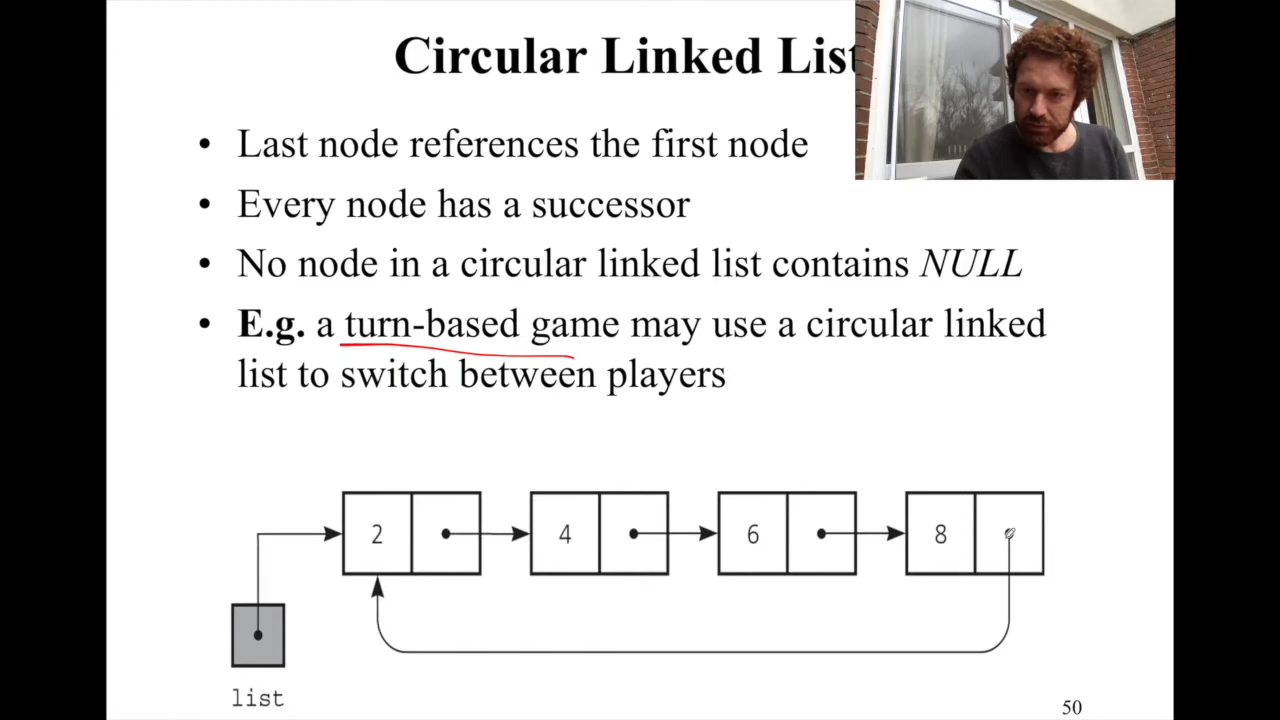 Circular Linked List
• Last node references the first node
• Every node has a successor
• No node in a circular linked list contains NULL
• E.g. a turn-based game may use a circular linked
list to switch between players
2 4 6 8
list
50